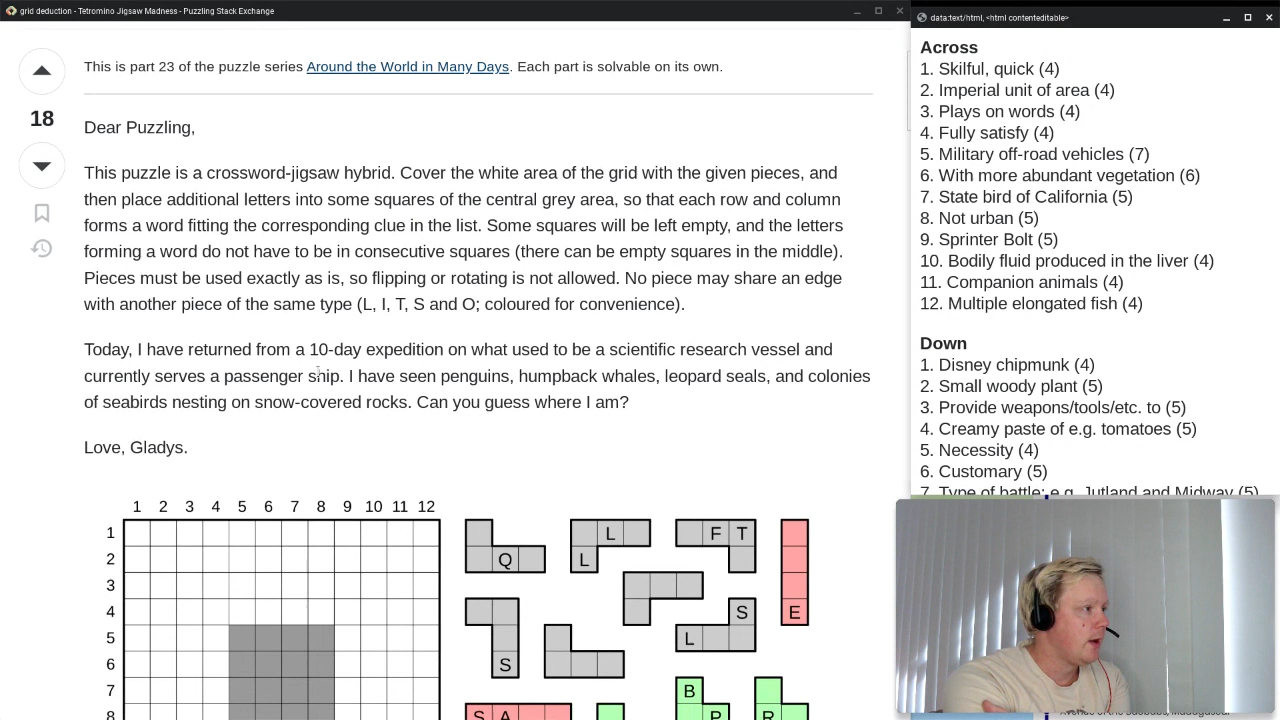 grid deduction - Tetromino Jigsaw Madness - Puzzling Stack Exchange
This is part 23 of the puzzle series Around the World in Many Days. Each part is solvable on its own.
18
Dear Puzzling,
This puzzle is a crossword-jigsaw hybrid. Cover the white area of the grid with the given pieces, and
then place additional letters into some squares of the central grey area, so that each row and column
forms a word fitting the corresponding clue in the list. Some squares will be left empty, and the letters
forming a word do not have to be in consecutive squares (there can be empty squares in the middle).
Pieces must be used exactly as is, so flipping or rotating is not allowed. No piece may share an edge
with another piece of the same type (L, I, T, S and O; coloured for convenience).
Today, I have returned from a 10-day expedition on what used to be a scientific research vessel and
currently serves a passenger ship. I have seen penguins, humpback whales, leopard seals, and colonies
of seabirds nesting on snow-covered rocks. Can you guess where I am?
Love, Gladys.
1 2 3 4 5 6 7 8 9 10 11 12
1
2
3
4
5
6
7
8
L F T
Q L
E
S
L
S
B
P R
S A
data:text/html, <html contenteditable>
Across
1. Skilful, quick (4)
2. Imperial unit of area (4)
3. Plays on words (4)
4. Fully satisfy (4)
5. Military off-road vehicles (7)
6. With more abundant vegetation (6)
7. State bird of California (5)
8. Not urban (5)
9. Sprinter Bolt (5)
10. Bodily fluid produced in the liver (4)
11. Companion animals (4)
12. Multiple elongated fish (4)
Down
1. Disney chipmunk (4)
2. Small woody plant (5)
3. Provide weapons/tools/etc. to (5)
4. Creamy paste of e.g. tomatoes (5)
5. Necessity (4)
6. Customary (5)
7. Type of battle: e.g. Jutland and Midway (5)